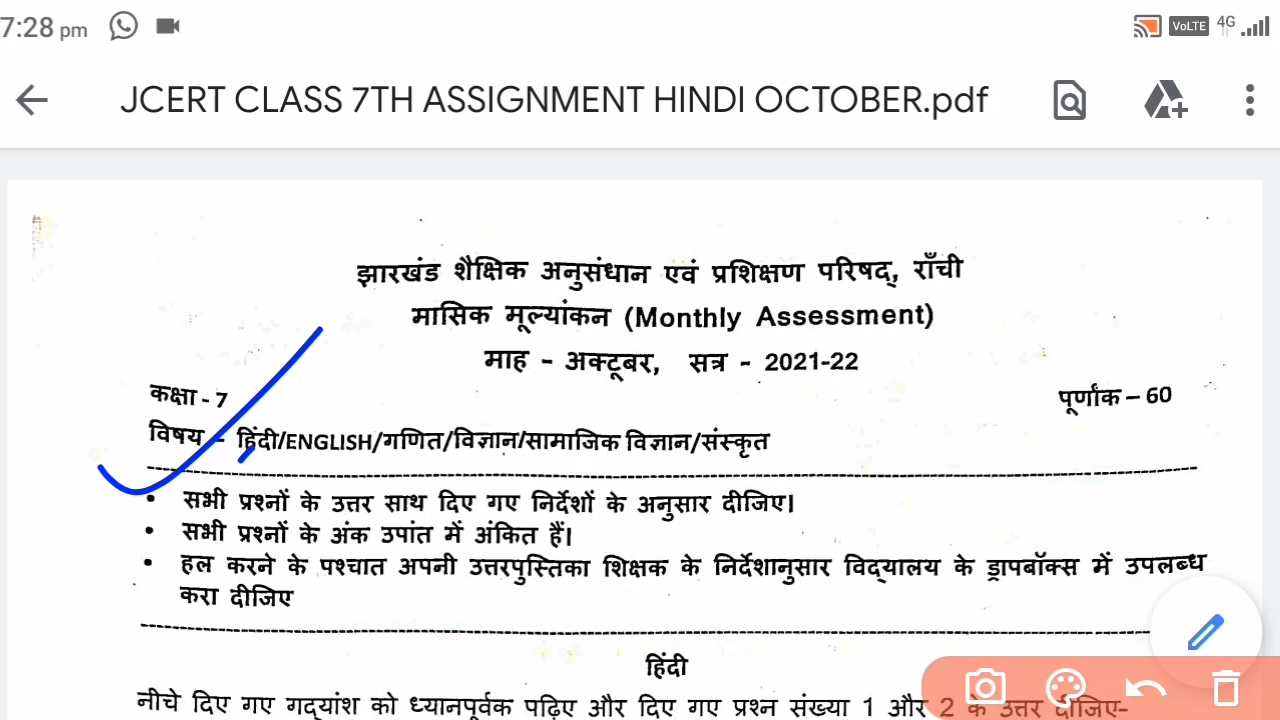 7:28 pm VoLTE 4G
JCERT CLASS 7TH ASSIGNMENT HINDI OCTOBER.pdf
झारखंड शैक्षिक अनुसंधान एवं प्रशिक्षण परिषद्, राँची
मासिक मूल्यांकन (Monthly Assessment)
माह - अक्टूबर, सत्र - 2021-22
कक्षा - 7 पूर्णांक – 60
विषय - हिंदी/ENGLISH/गणित/विज्ञान/सामाजिक विज्ञान/संस्कृत
• सभी प्रश्नों के उत्तर साथ दिए गए निर्देशों के अनुसार दीजिए।
• सभी प्रश्नों के अंक उपांत में अंकित हैं।
• हल करने के पश्चात अपनी उत्तरपुस्तिका शिक्षक के निर्देशानुसार विद्यालय के ड्रापबॉक्स में उपलब्ध
करा दीजिए
हिंदी
नीचे दिए गए गद्यांश को ध्यानपूर्वक पढ़िए और दिए गए प्रश्न संख्या 1 और 2 के उत्तर दीजिए-